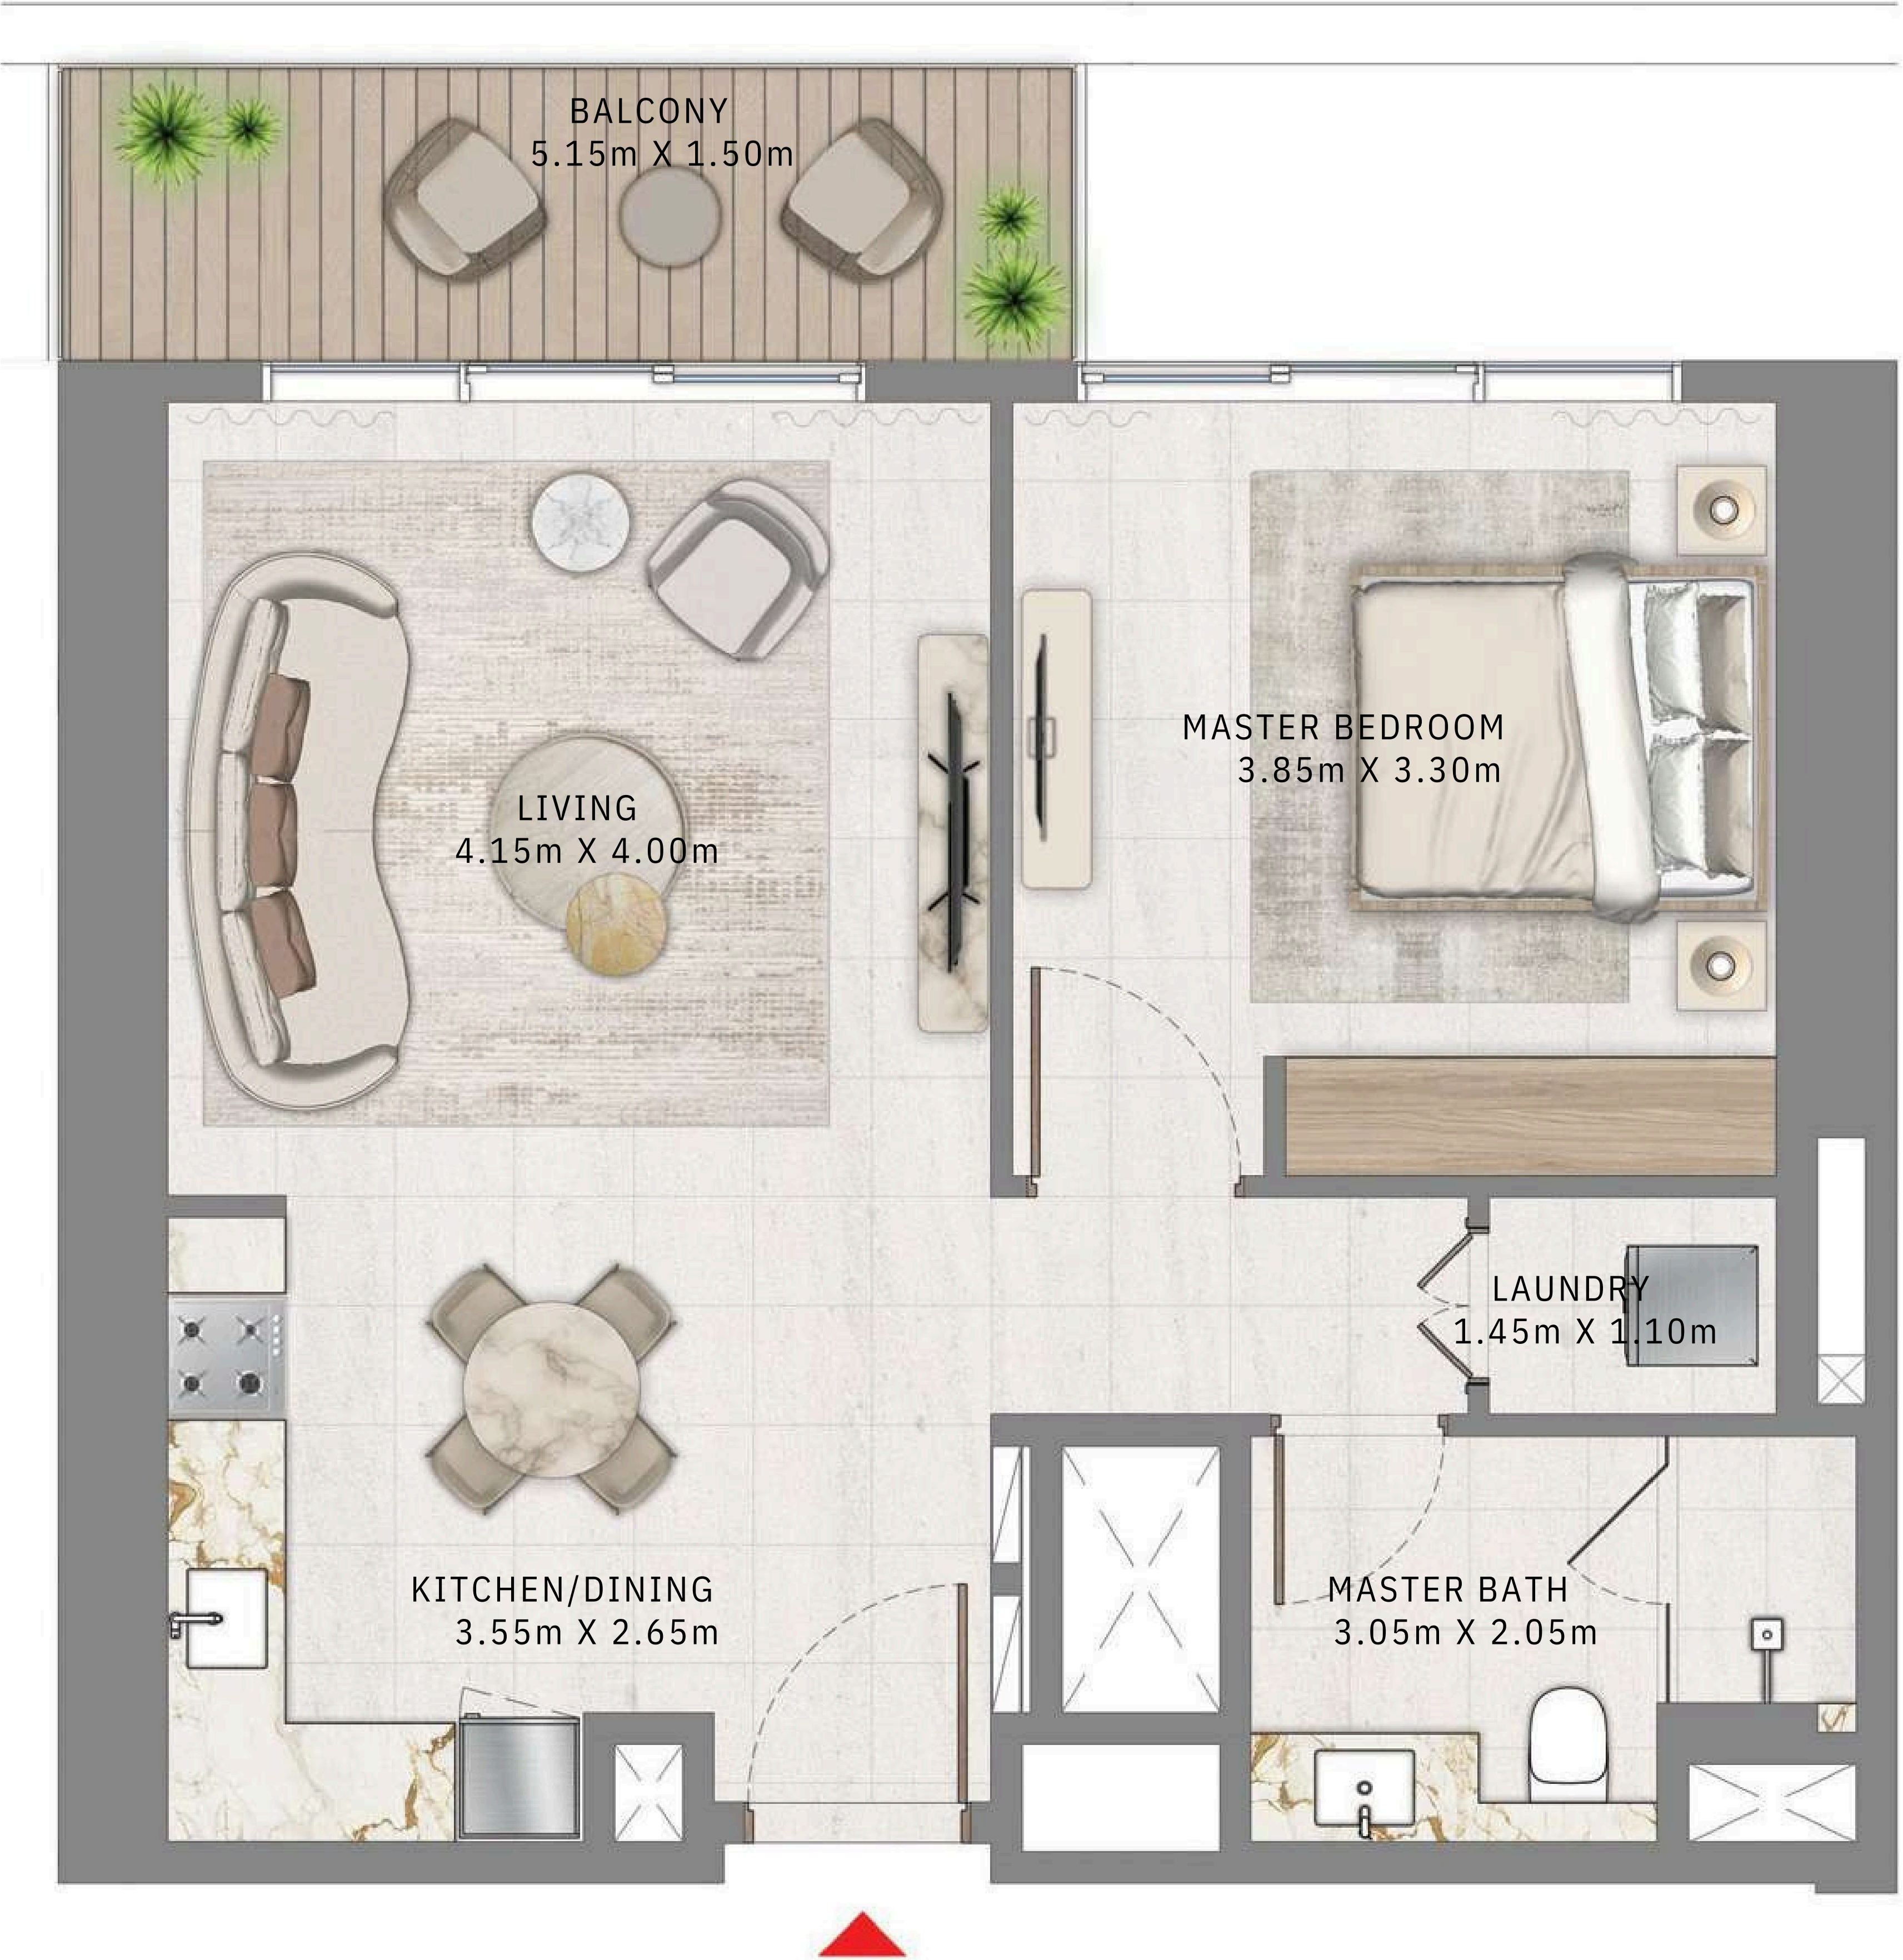 BALCONY
5.15m X 1.50m
MASTER BEDROOM
3.85m X 3.30m
LIVING
4.15m X 4.00m
LAUNDRY
1.45m X 1.10m
KITCHEN/DINING
3.55m X 2.65m
MASTER BATH
3.05m X 2.05m